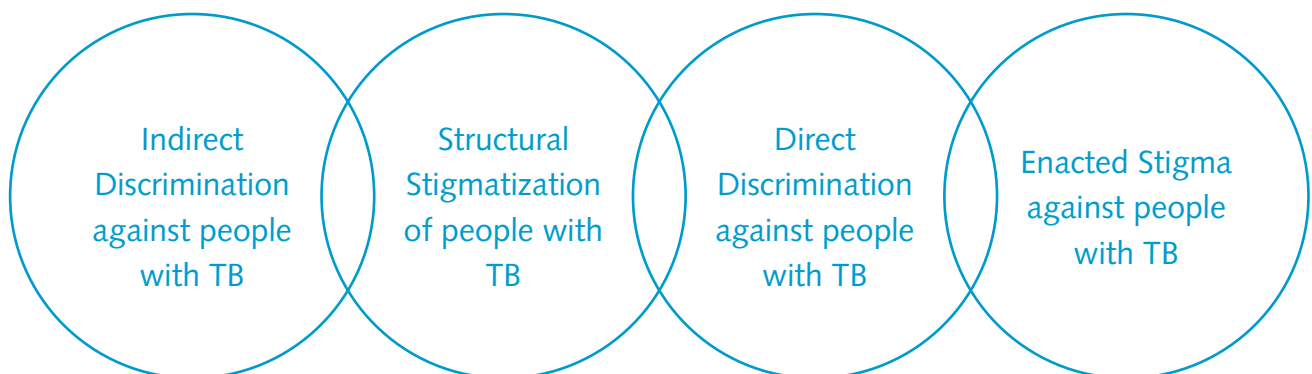 Indirect
Discrimination
against people
with TB
Structural
Stigmatization
of people with
TB
Direct
Discrimination
against people
with TB
Enacted Stigma
against people
with TB